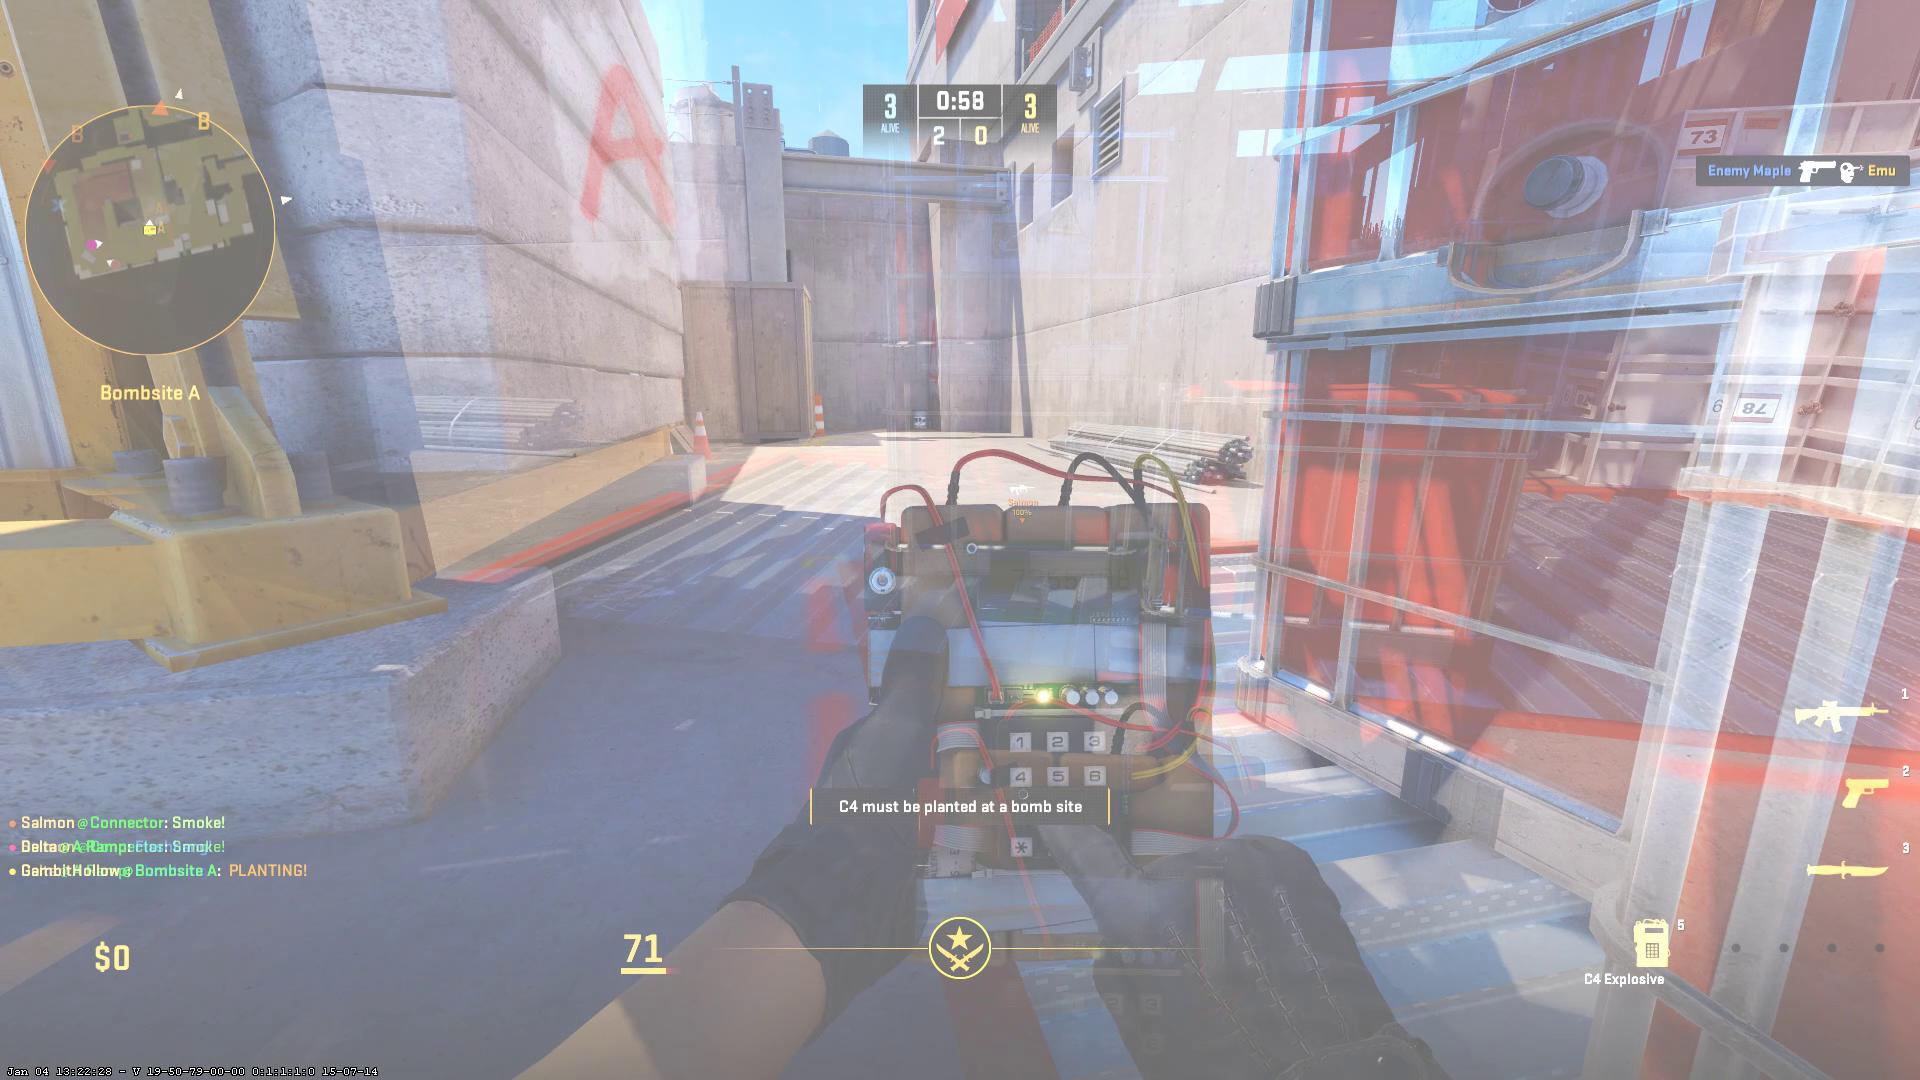 A
B
B
3
0:58
3
ALIVE
2
0
ALIVE
73
Enemy Maple
Emu
A
Bombsite A
78
Salmon
100%
1
1 2 3
2
4 5 6
C4 must be planted at a bomb site
Salmon @ Connector: Smoke!
3
*
Bombsite A: PLANTING!
$0
71
5
C4 Explosive
Jan 04 13:22:28 - V 19-50-79-00-00 0:1:1:1:0 15-07-14